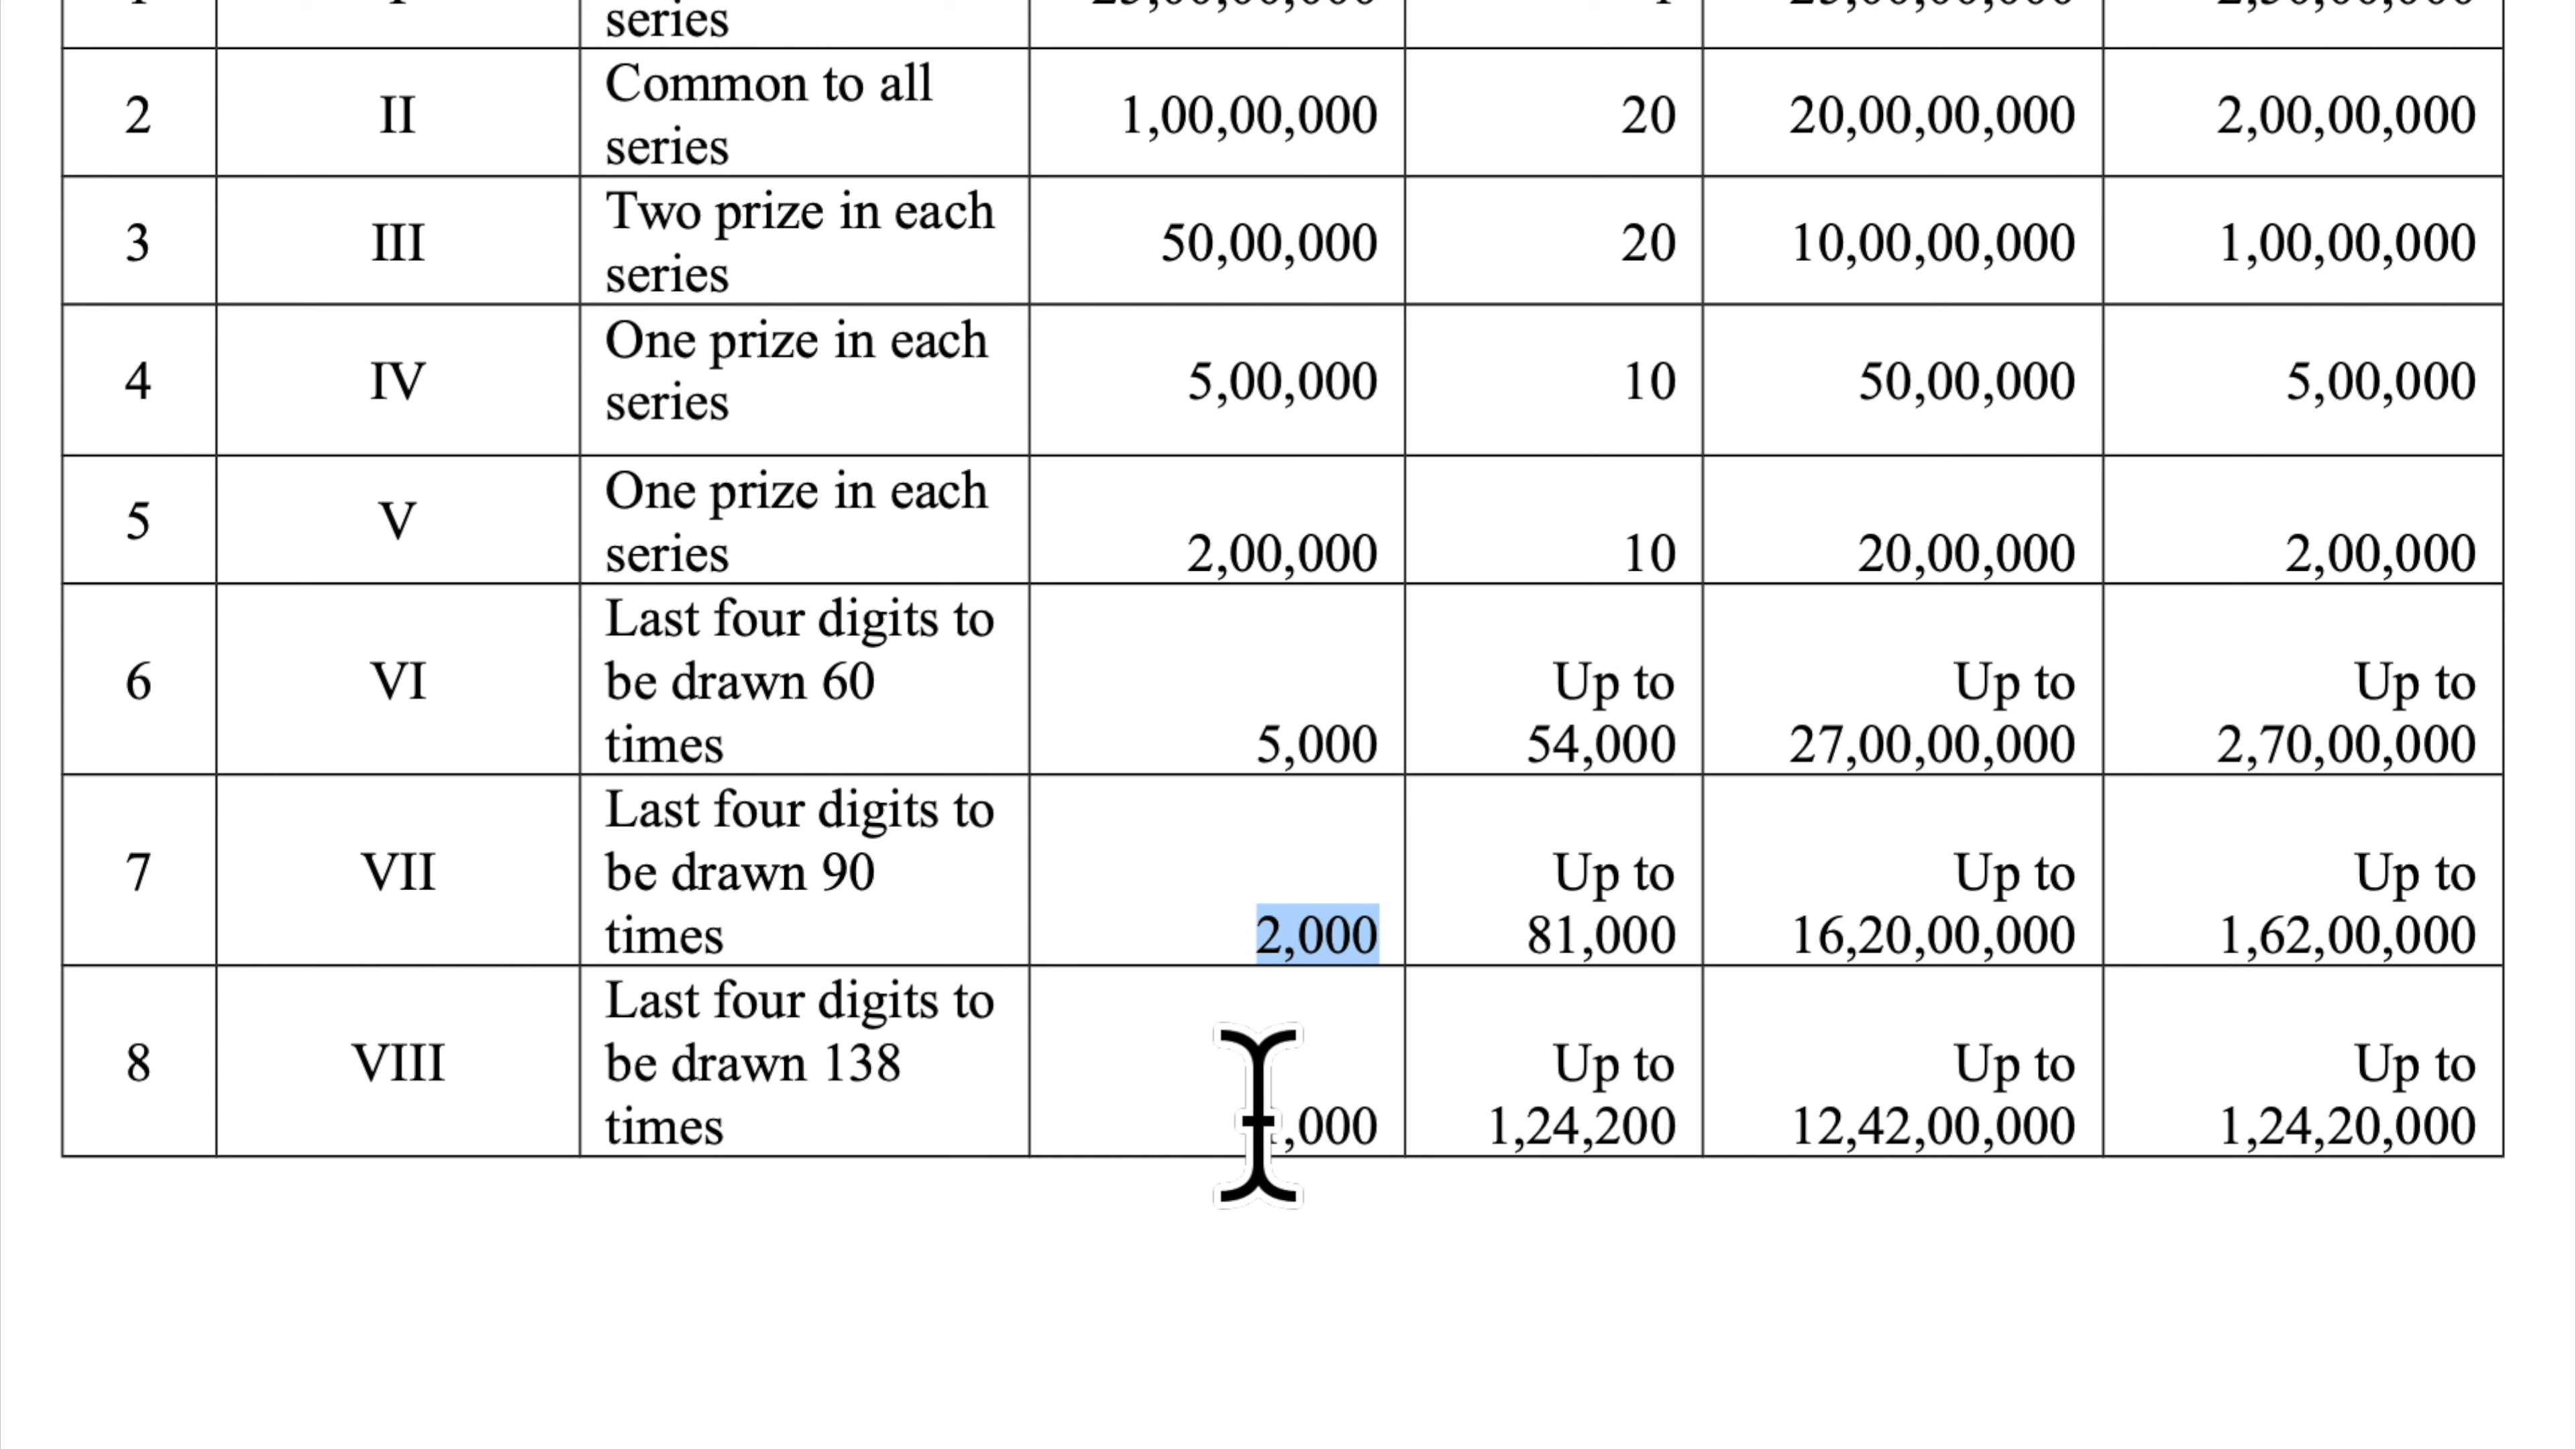 series
2 II Common to all series 1,00,00,000 20 20,00,00,000 2,00,00,000
3 III Two prize in each series 50,00,000 20 10,00,00,000 1,00,00,000
4 IV One prize in each series 5,00,000 10 50,00,000 5,00,000
5 V One prize in each series 2,00,000 10 20,00,000 2,00,000
6 VI Last four digits to be drawn 60 times 5,000 Up to 54,000 Up to 27,00,00,000 Up to 2,70,00,000
7 VII Last four digits to be drawn 90 times 2,000 Up to 81,000 Up to 16,20,00,000 Up to 1,62,00,000
8 VIII Last four digits to be drawn 138 times ,000 Up to 1,24,200 Up to 12,42,00,000 Up to 1,24,20,000